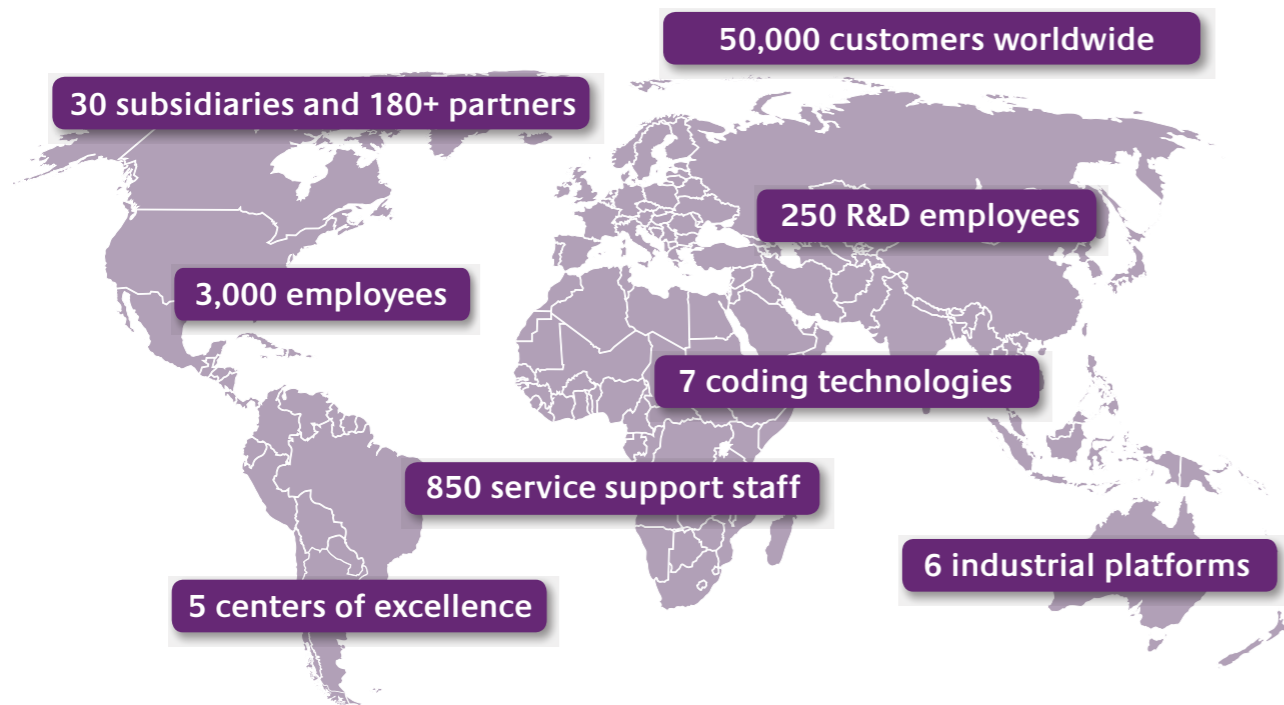 50,000 customers worldwide
30 subsidiaries and 180+ partners
250 R&D employees
3,000 employees
7 coding technologies
850 service support staff
6 industrial platforms
5 centers of excellence